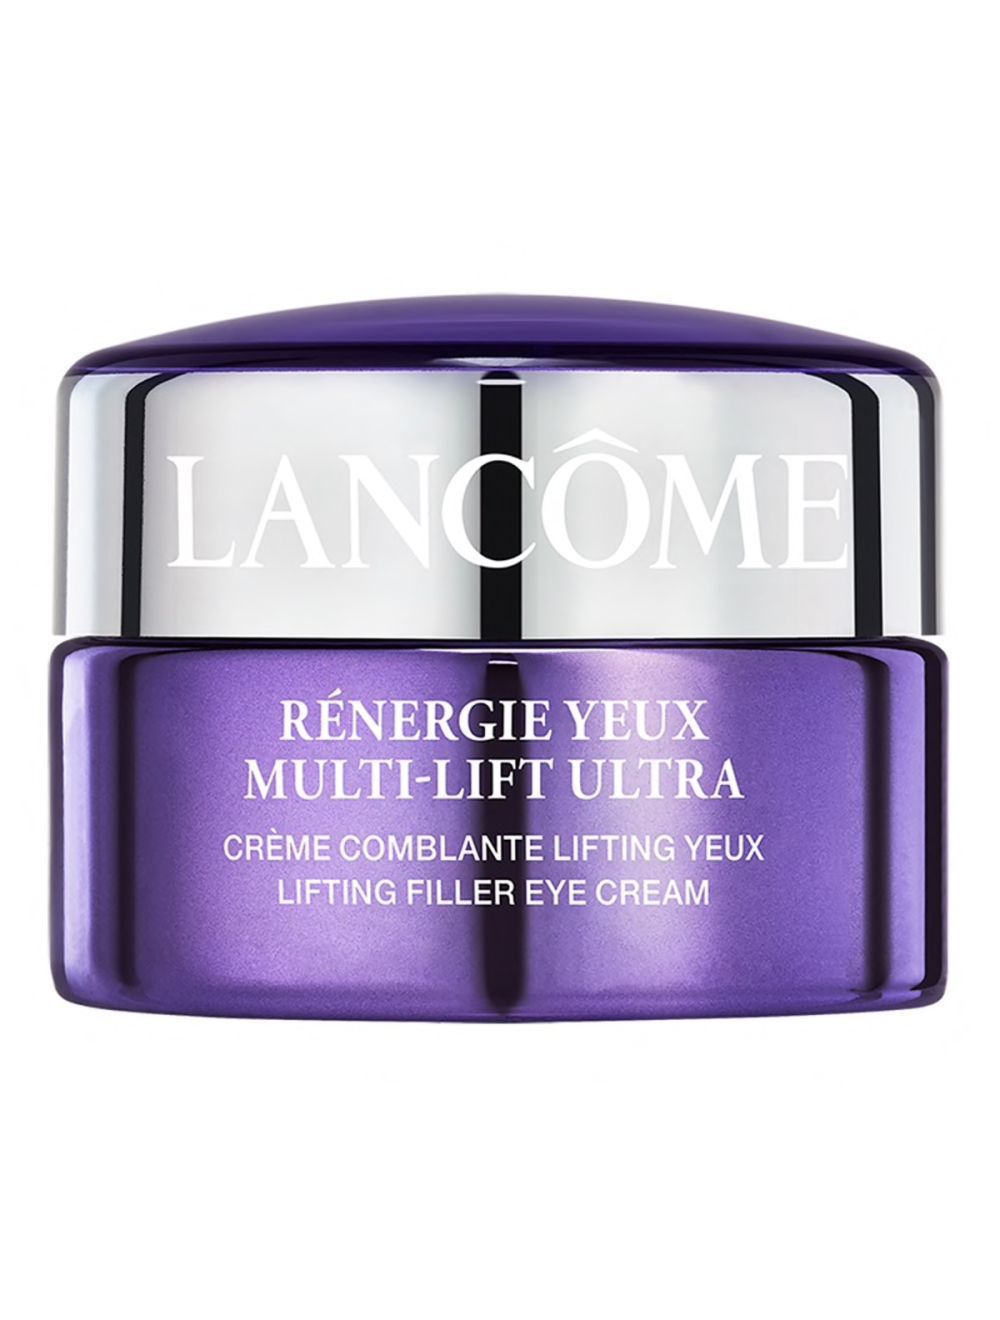 LANCÔME
RÉNERGIE YEUX
MULTI-LIFT ULTRA
CRÈME COMBLANTE LIFTING YEUX
LIFTING FILLER EYE CREAM